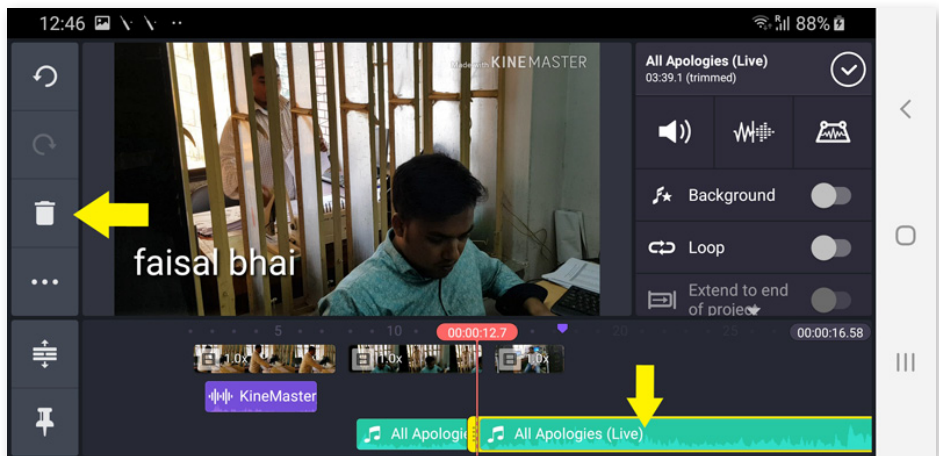 12:46
88%
Made with KINEMASTER
faisal bhai
All Apologies (Live)
03:39.1 (trimmed)
Background
Loop
Extend to end
of project
5
10
00:00:12.7
20
25
00:00:16.58
1.0x
1.0x
1.0x
KineMaster
All Apologi
All Apologies (Live)